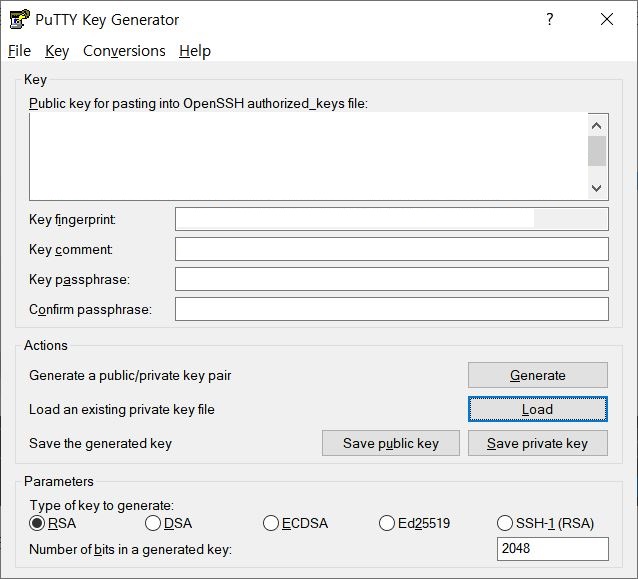 PuTTY Key Generator ?
File Key Conversions Help
Key
Public key for pasting into OpenSSH authorized_keys file:
Key fingerprint:
Key comment:
Key passphrase:
Confirm passphrase:
Actions
Generate a public/private key pair Generate
Load an existing private key file Load
Save the generated key Save public key Save private key
Parameters
Type of key to generate:
RSA DSA ECDSA Ed25519 SSH-1 (RSA)
Number of bits in a generated key: 2048